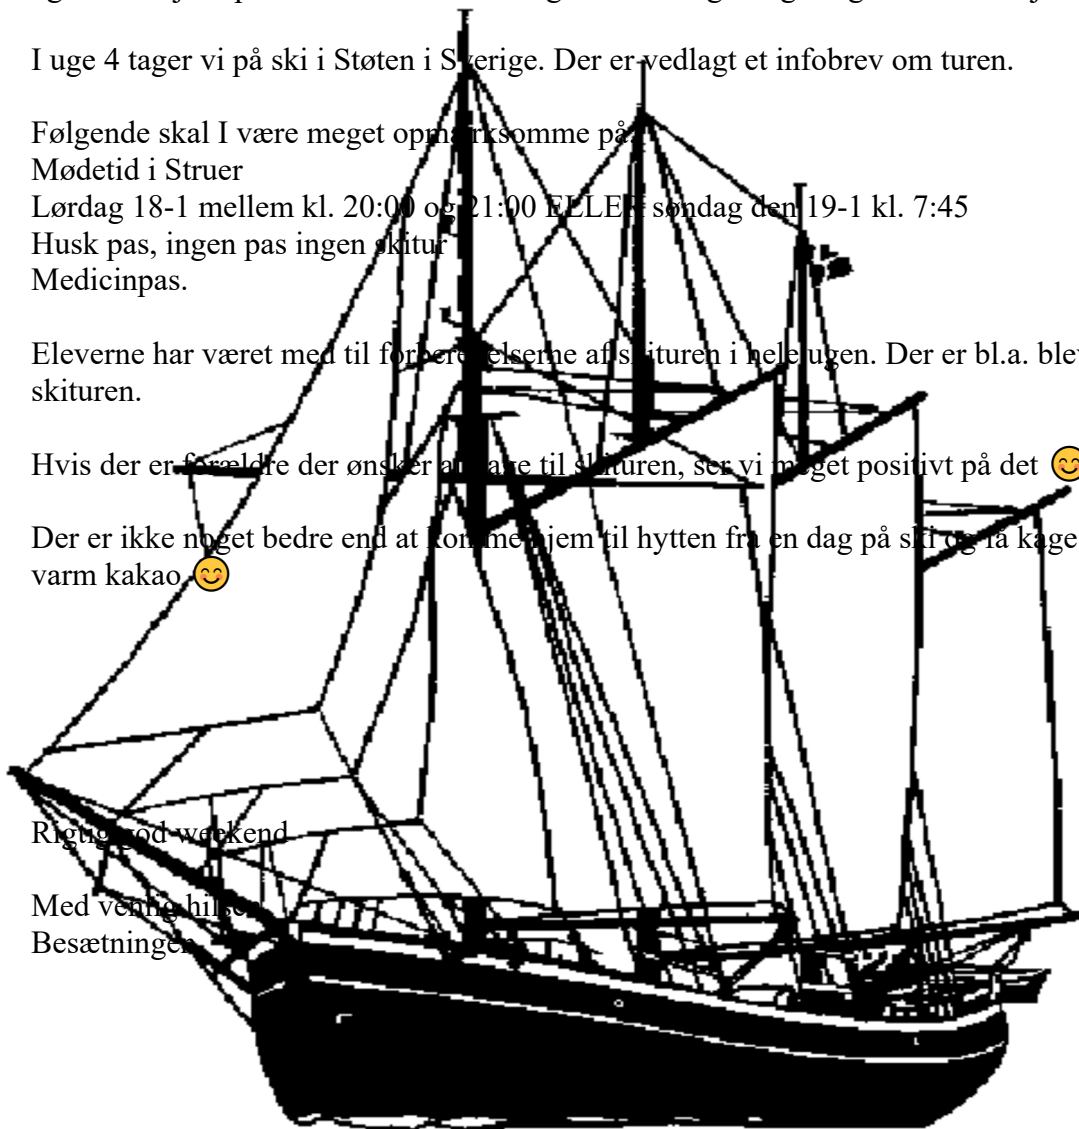 I uge 4 tager vi på ski i Støten i Sverige. Der er vedlagt et infobrev om turen.
Følgende skal I være meget opmærksomme på:
Mødetid i Struer
Lørdag 18-1 mellem kl. 20:00 og 21:00 ELLER søndag den 19-1 kl. 7:45
Husk pas, ingen pas ingen skitur
Medicinpas.
Eleverne har været med til forberedelserne af skituren i hele ugen. Der er bl.a.
skituren.
Hvis der er forældre der ønsker at bage til skituren, ser vi meget positivt på det 😊
Der er ikke noget bedre end at komme hjem til hytten fra en dag på ski og få kage
varm kakao 😊
Rigtig god weekend
Med venlig hilsen
Besætningen